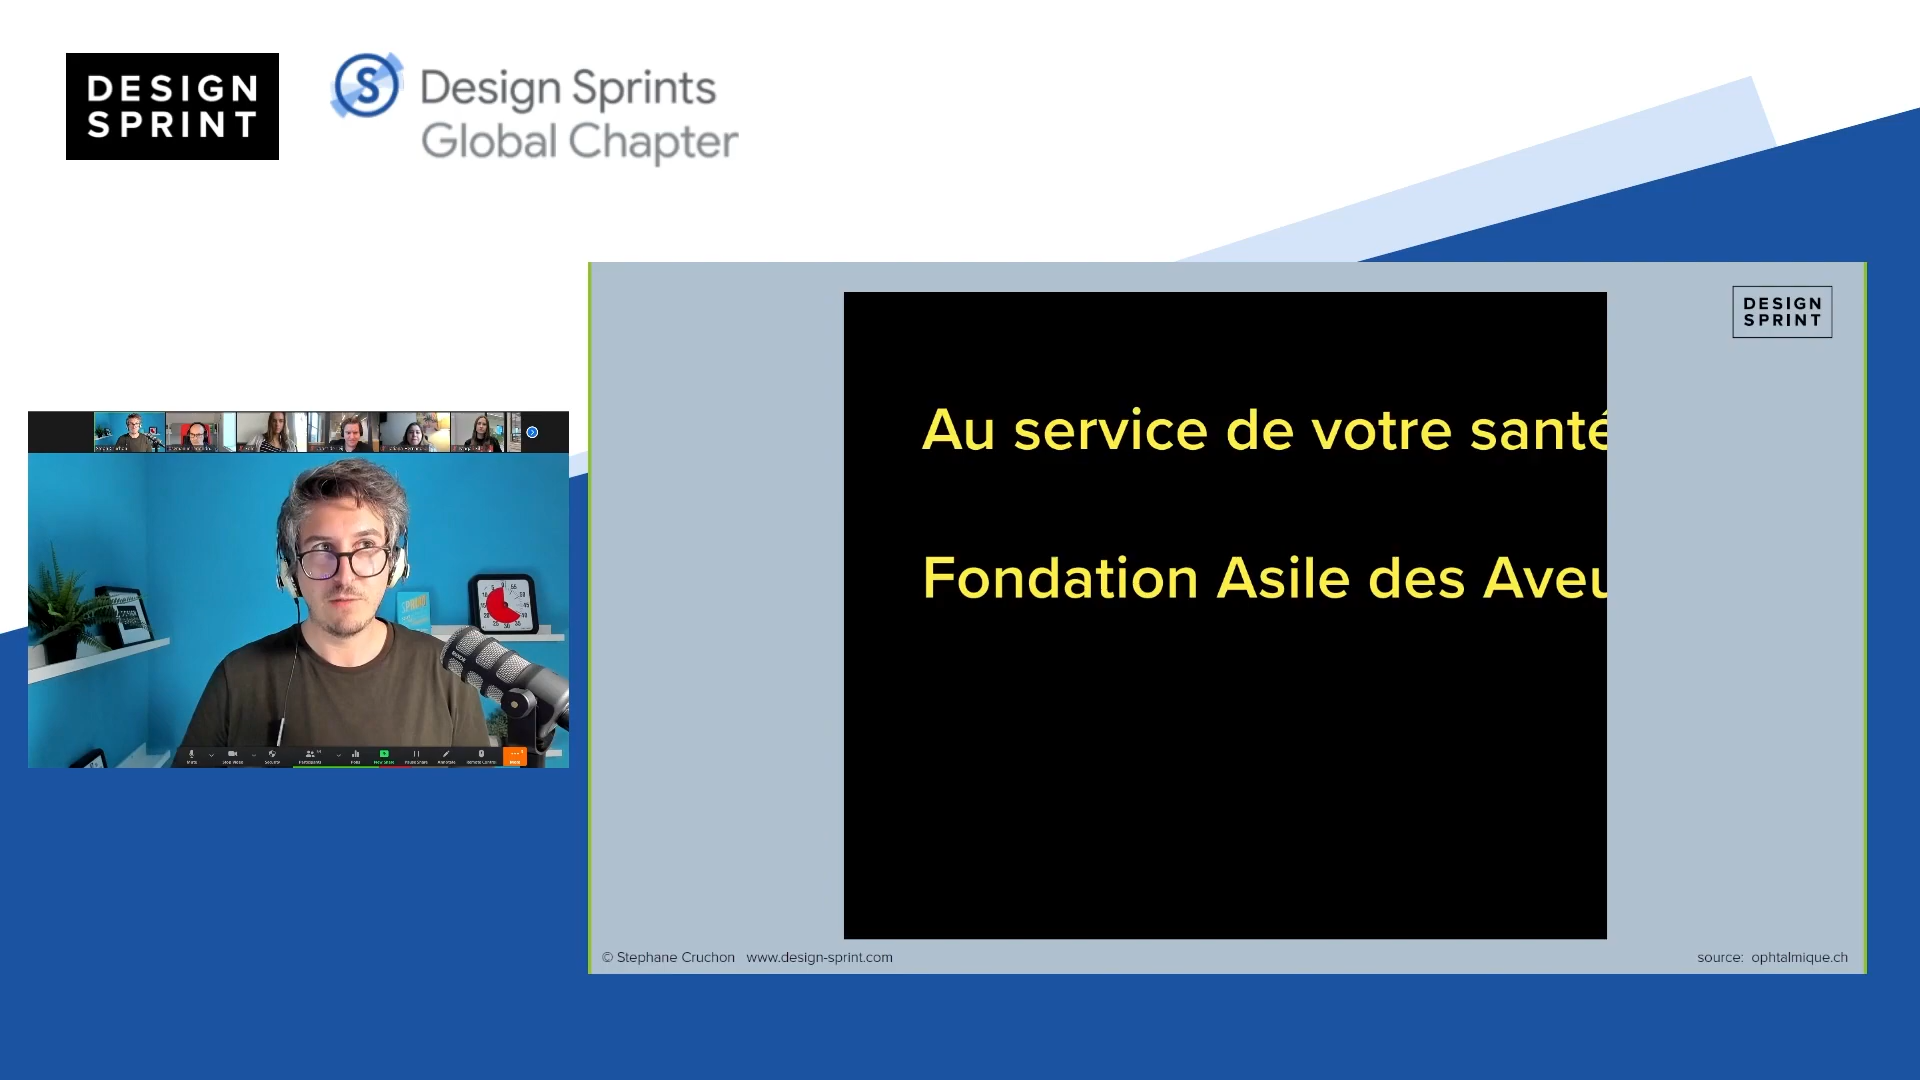 DESIGN
SPRINT
S
Design Sprints
Global Chapter
DESIGN
SPRINT
Au service de votre santé
Fondation Asile des Aveu
© Stephane Cruchon www.design-sprint.com
source: ophtalmique.ch